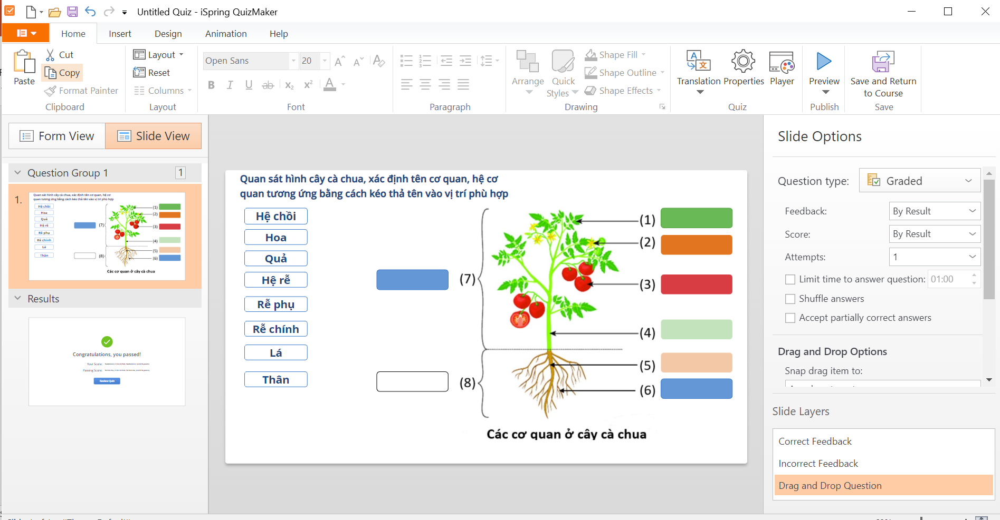 Untitled Quiz - iSpring QuizMaker
Home Insert Design Animation Help
Paste
Cut
Copy
Format Painter
Clipboard
Layout
Reset
Columns
Layout
Open Sans 20
Font
Paragraph
Arrange
Quick Styles
Shape Fill
Shape Outline
Shape Effects
Drawing
Translation Properties Player
Quiz
Preview
Publish
Save and Return
to Course
Save
Form View Slide View
Question Group 1 1
1.
Quan sát hình cây cà chua, xác định tên cơ quan, hệ cơ
quan tương ứng bằng cách kéo thả tên vào vị trí phù hợp
Hệ chồi
Hoa
Quả
Hệ rễ
Rễ phụ
Rễ chính
Lá
Thân
(1)
(2)
(3)
(4)
(5)
(6)
(7)
(8)
Các cơ quan ở cây cà chua
Results
Congratulations, you passed!
Your Score:
Passing Score:
Review Quiz
Quan sát hình cây cà chua, xác định tên cơ quan, hệ cơ
quan tương ứng bằng cách kéo thả tên vào vị trí phù hợp
Hệ chồi
Hoa
Quả
Hệ rễ
Rễ phụ
Rễ chính
Lá
Thân
(1)
(2)
(3)
(4)
(5)
(6)
(7)
(8)
Các cơ quan ở cây cà chua
Slide Options
Question type: Graded
Feedback: By Result
Score: By Result
Attempts: 1
Limit time to answer question: 01:00
Shuffle answers
Accept partially correct answers
Drag and Drop Options
Snap drag item to:
Slide Layers
Correct Feedback
Incorrect Feedback
Drag and Drop Question